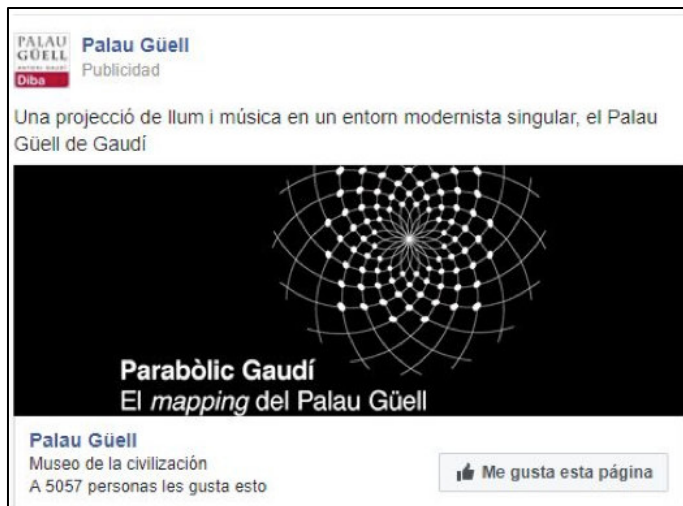 PALAU
GÜELL
ANTONI GAUDÍ
Diba
Palau Güell
Publicidad
Una projecció de llum i música en un entorn modernista singular, el Palau
Güell de Gaudí
Parabòlic Gaudí
El mapping del Palau Güell
Palau Güell
Museo de la civilización
A 5057 personas les gusta esto
Me gusta esta página